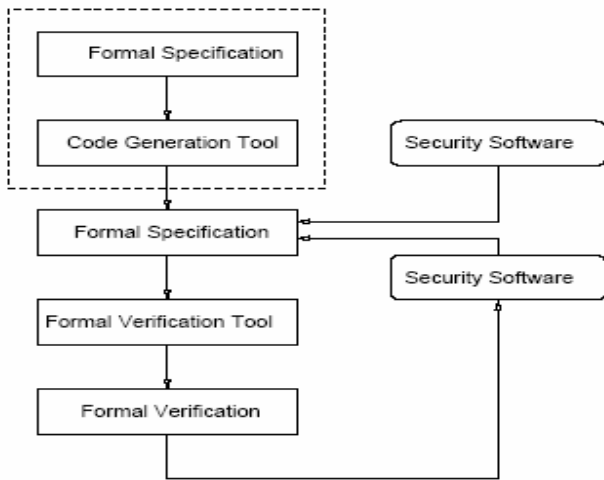 Formal Specification
Code Generation Tool
Security Software
Formal Specification
Security Software
Formal Verification Tool
Formal Verification